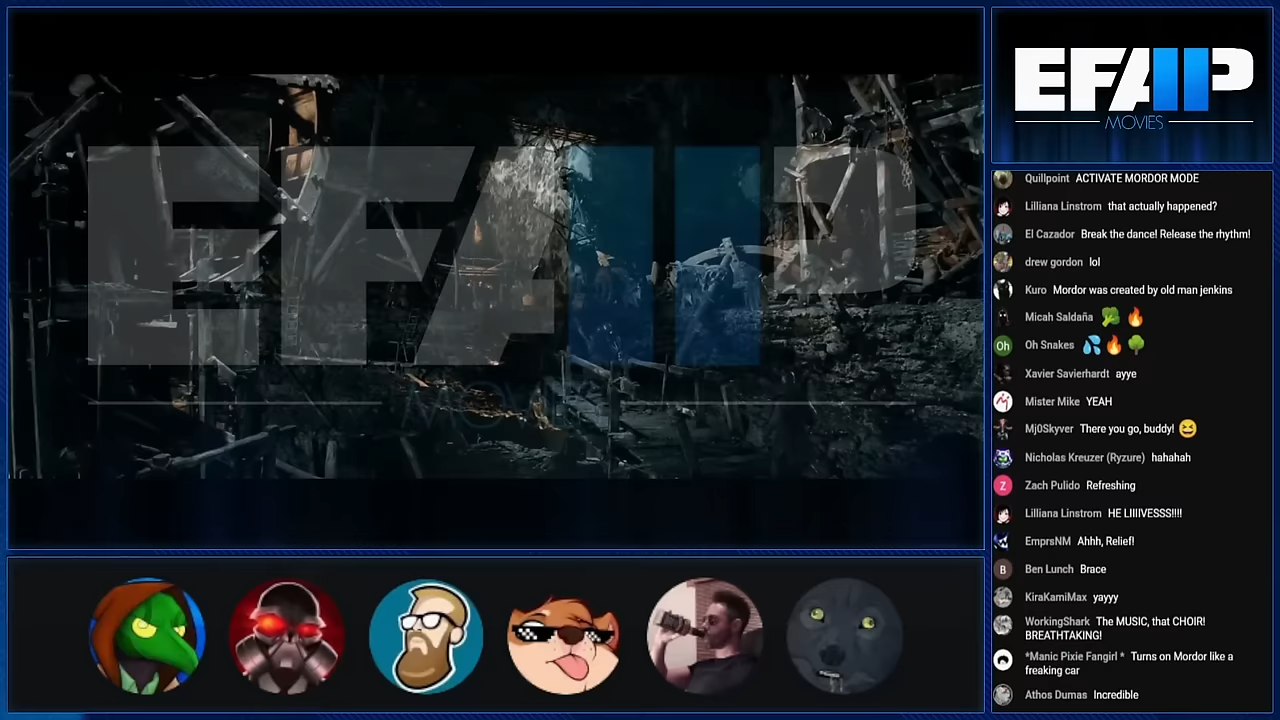 EFAP
MOVIES
EFAP
MOVIES
Quillpoint ACTIVATE MORDOR MODE
Lilliana Linstrom that actually happened?
El Cazador Break the dance! Release the rhythm!
drew gordon lol
Kuro Mordor was created by old man jenkins
Micah Saldaña 🥦 🔥
Oh
Oh Snakes 💦 🔥 🌳
Xavier Savierhardt ayye
Mister Mike YEAH
Mj0Skyver There you go, buddy! 😆
Nicholas Kreuzer (Ryzure) hahahah
Z
Zach Pulido Refreshing
Lilliana Linstrom HE LIIIVESSS!!!!
EmprsNM Ahhh, Relief!
B
Ben Lunch Brace
KiraKamiMax yayyy
WorkingShark The MUSIC, that CHOIR!
BREATHTAKING!
*Manic Pixie Fangirl * Turns on Mordor like a
freaking car
Athos Dumas Incredible